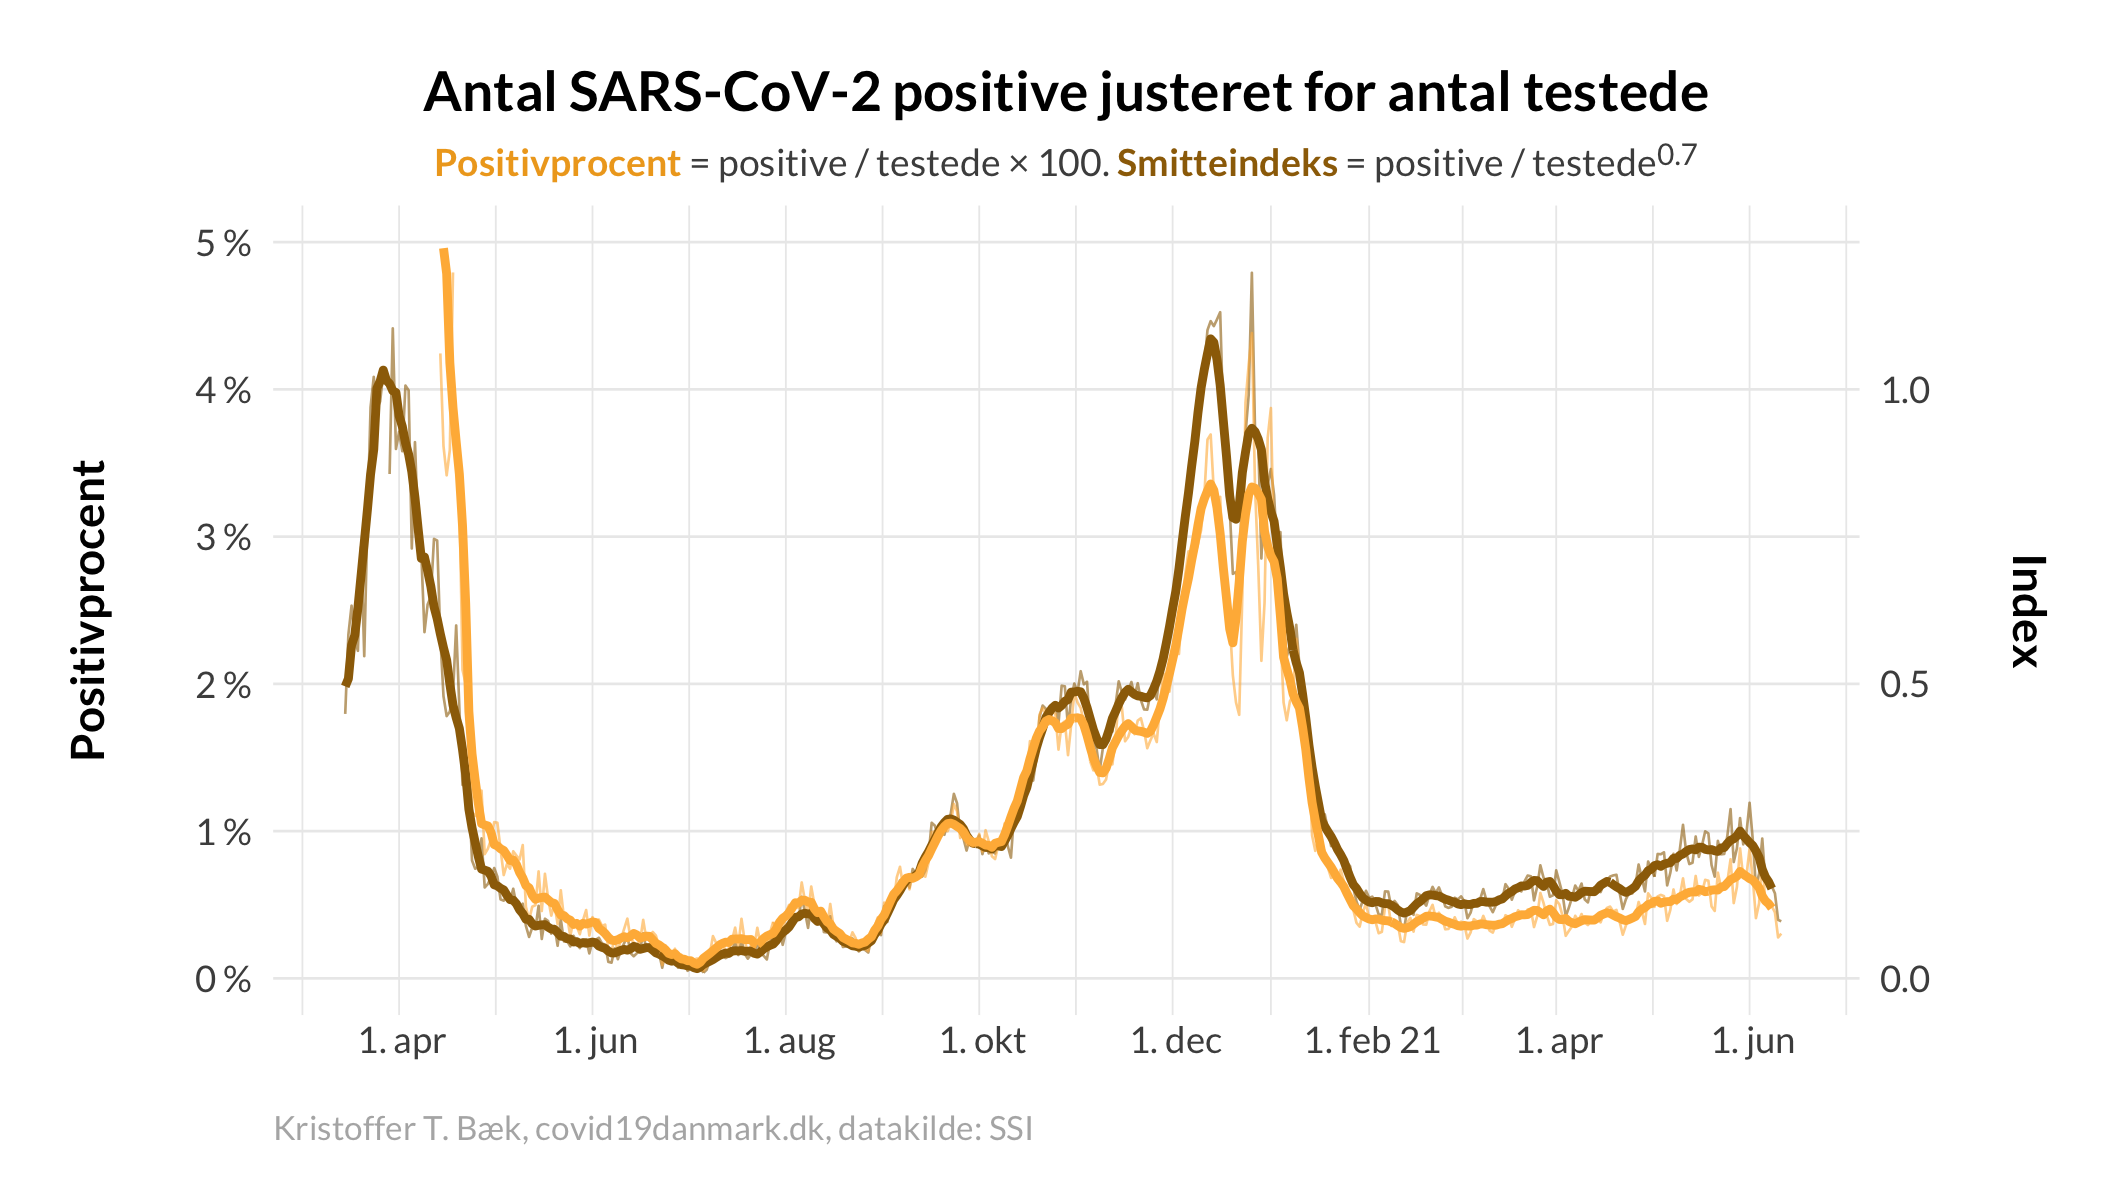 Antal SARS-CoV-2 positive justeret for antal testede
Positivprocent = positive / testede × 100. Smitteindeks = positive / testede^0.7
5 %
4 %
3 %
2 %
1 %
0 %
Positivprocent
1.0
0.5
0.0
Index
1. apr
1. jun
1. aug
1. okt
1. dec
1. feb 21
1. apr
1. jun
Kristoffer T. Bæk, covid19danmark.dk, datakilde: SSI